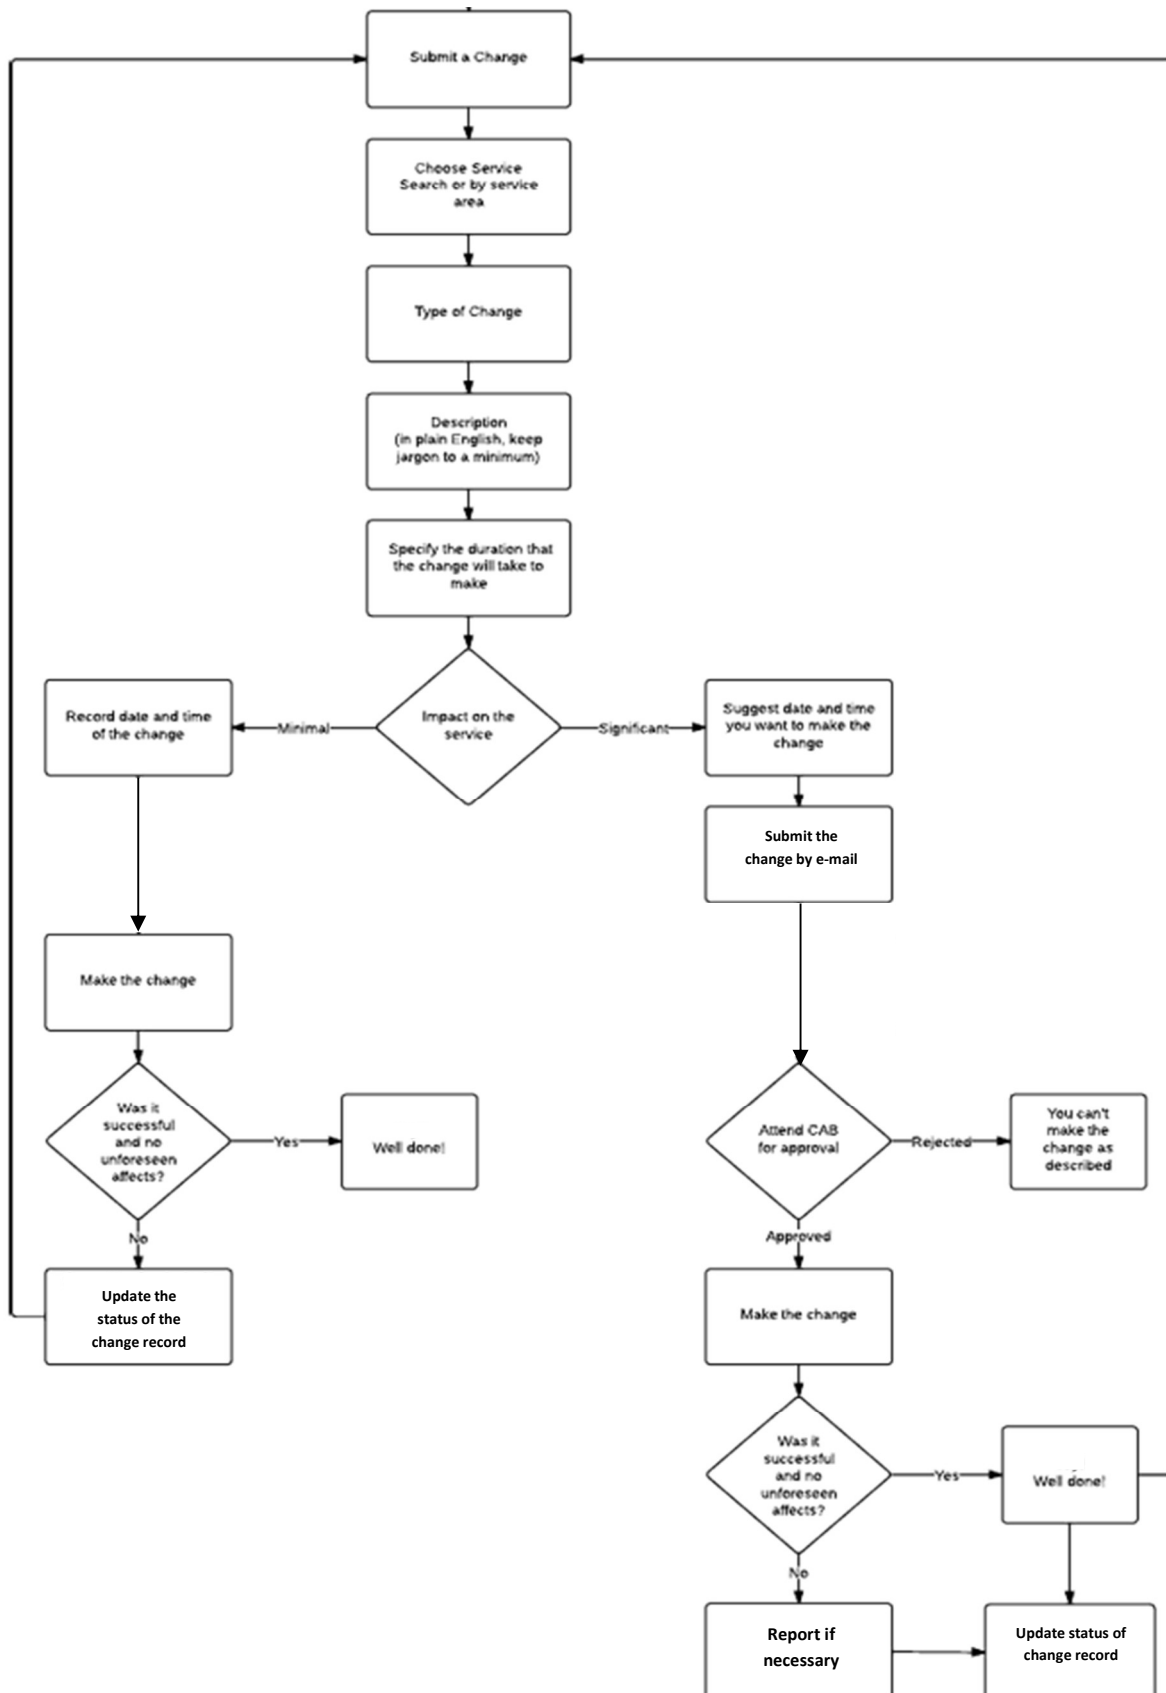 Submit a Change
Choose Service
Search or by service
area
Type of Change
Description
(in plain English, keep
jargon to a minimum)
Specify the duration that
the change will take to
make
Impact on the
service
Minimal
Record date and time
of the change
Significant
Suggest date and time
you want to make the
change
Submit the
change by e-mail
Make the change
Was it
successful
and no
unforeseen
affects?
Yes
Well done!
No
Update the
status of the
change record
Attend CAB
for approval
Rejected
You can't
make the
change as
described
Approved
Make the change
Was it
successful
and no
unforeseen
affects?
Yes
Well done!
No
Report if
necessary
Update status of
change record